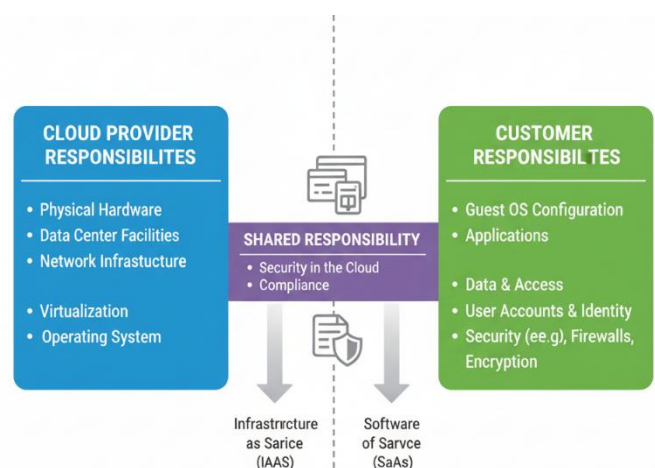 CLOUD PROVIDER
RESPONSIBILITES
• Physical Hardware
• Data Center Facilities
• Network Infrastucture
• Virtualization
• Operating System
SHARED RESPONSIBILITY
• Security in the Cloud
• Compliance
CUSTOMER
RESPONSIBILTES
• Guest OS Configuration
• Applications
• Data & Access
• User Accounts & Identity
• Security (ee.g), Firewalls,
Encryption
Infrastrrcture
as Sarice
(IAAS)
Software
of Sarvce
(SaAs)